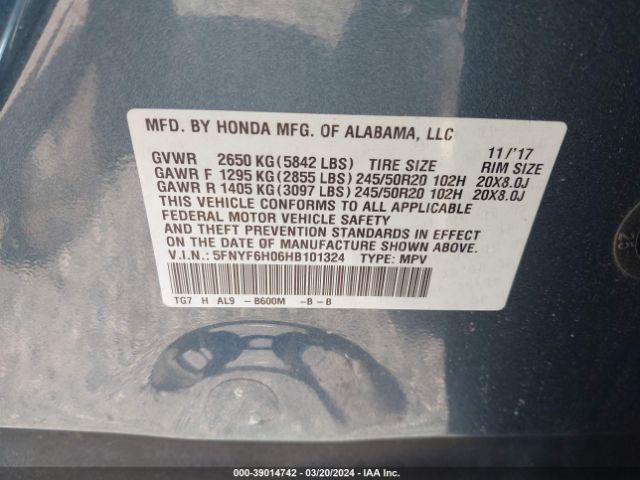 MFD. BY HONDA MFG. OF ALABAMA, LLC
11/'17
GVWR 2650 KG(5842 LBS) TIRE SIZE RIM SIZE
GAWR F 1295 KG(2855 LBS)245/50R20 102H 20X8.0J
GAWR R 1405 KG(3097 LBS)245/50R20 102H 20X8.0J
THIS VEHICLE CONFORMS TO ALL APPLICABLE
FEDERAL MOTOR VEHICLE SAFETY
AND THEFT PREVENTION STANDARDS IN EFFECT
ON THE DATE OF MANUFACTURE SHOWN ABOVE.
V.I.N.: 5FNYF6H06HB101324 TYPE: MPV
TG7 H AL9 -B600M -B-B
000-39014742 - 03/20/2024 - IAA Inc.